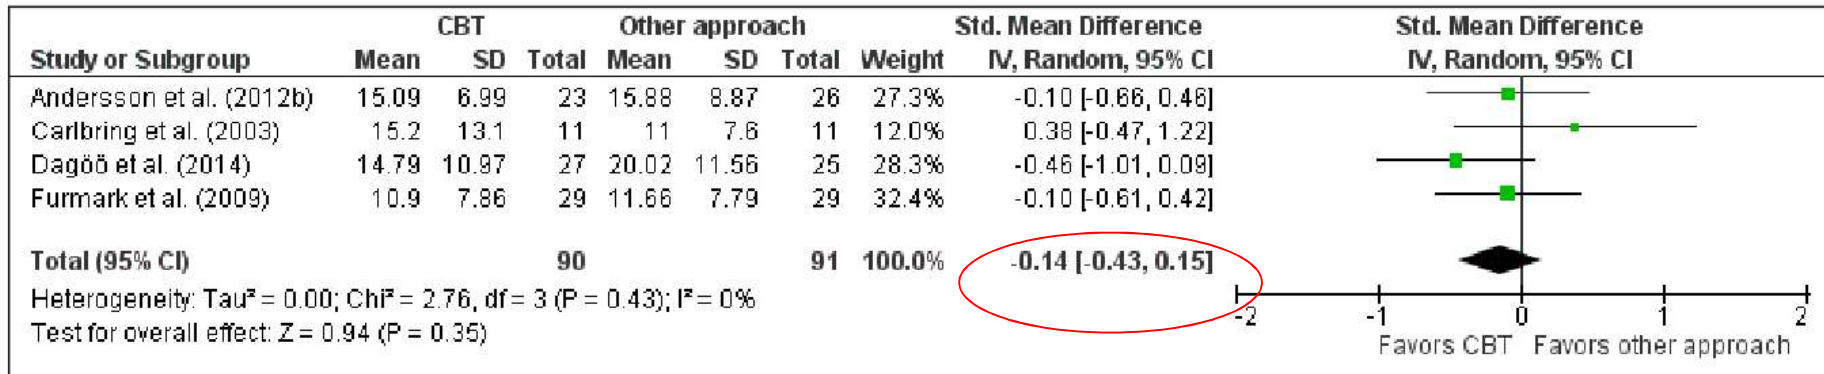 CBT Other approach Std. Mean Difference Std. Mean Difference
Study or Subgroup Mean SD Total Mean SD Total Weight IV, Random, 95% CI IV, Random, 95% CI
Andersson et al. (2012b) 15.09 6.99 23 15.88 8.87 26 27.3% -0.10 [-0.66, 0.46]
Carlbring et al. (2003) 15.2 13.1 11 11 7.6 11 12.0% 0.38 [-0.47, 1.22]
Dagöö et al. (2014) 14.79 10.97 27 20.02 11.56 25 28.3% -0.46 [-1.01, 0.09]
Furmark et al. (2009) 10.9 7.86 29 11.66 7.79 29 32.4% -0.10 [-0.61, 0.42]
Total (95% CI) 90 91 100.0% -0.14 [-0.43, 0.15]
Heterogeneity: Tau² = 0.00; Chi² = 2.76, df = 3 (P = 0.43); I² = 0%
Test for overall effect: Z = 0.94 (P = 0.35)
-2 -1 0 1 2
Favors CBT Favors other approach